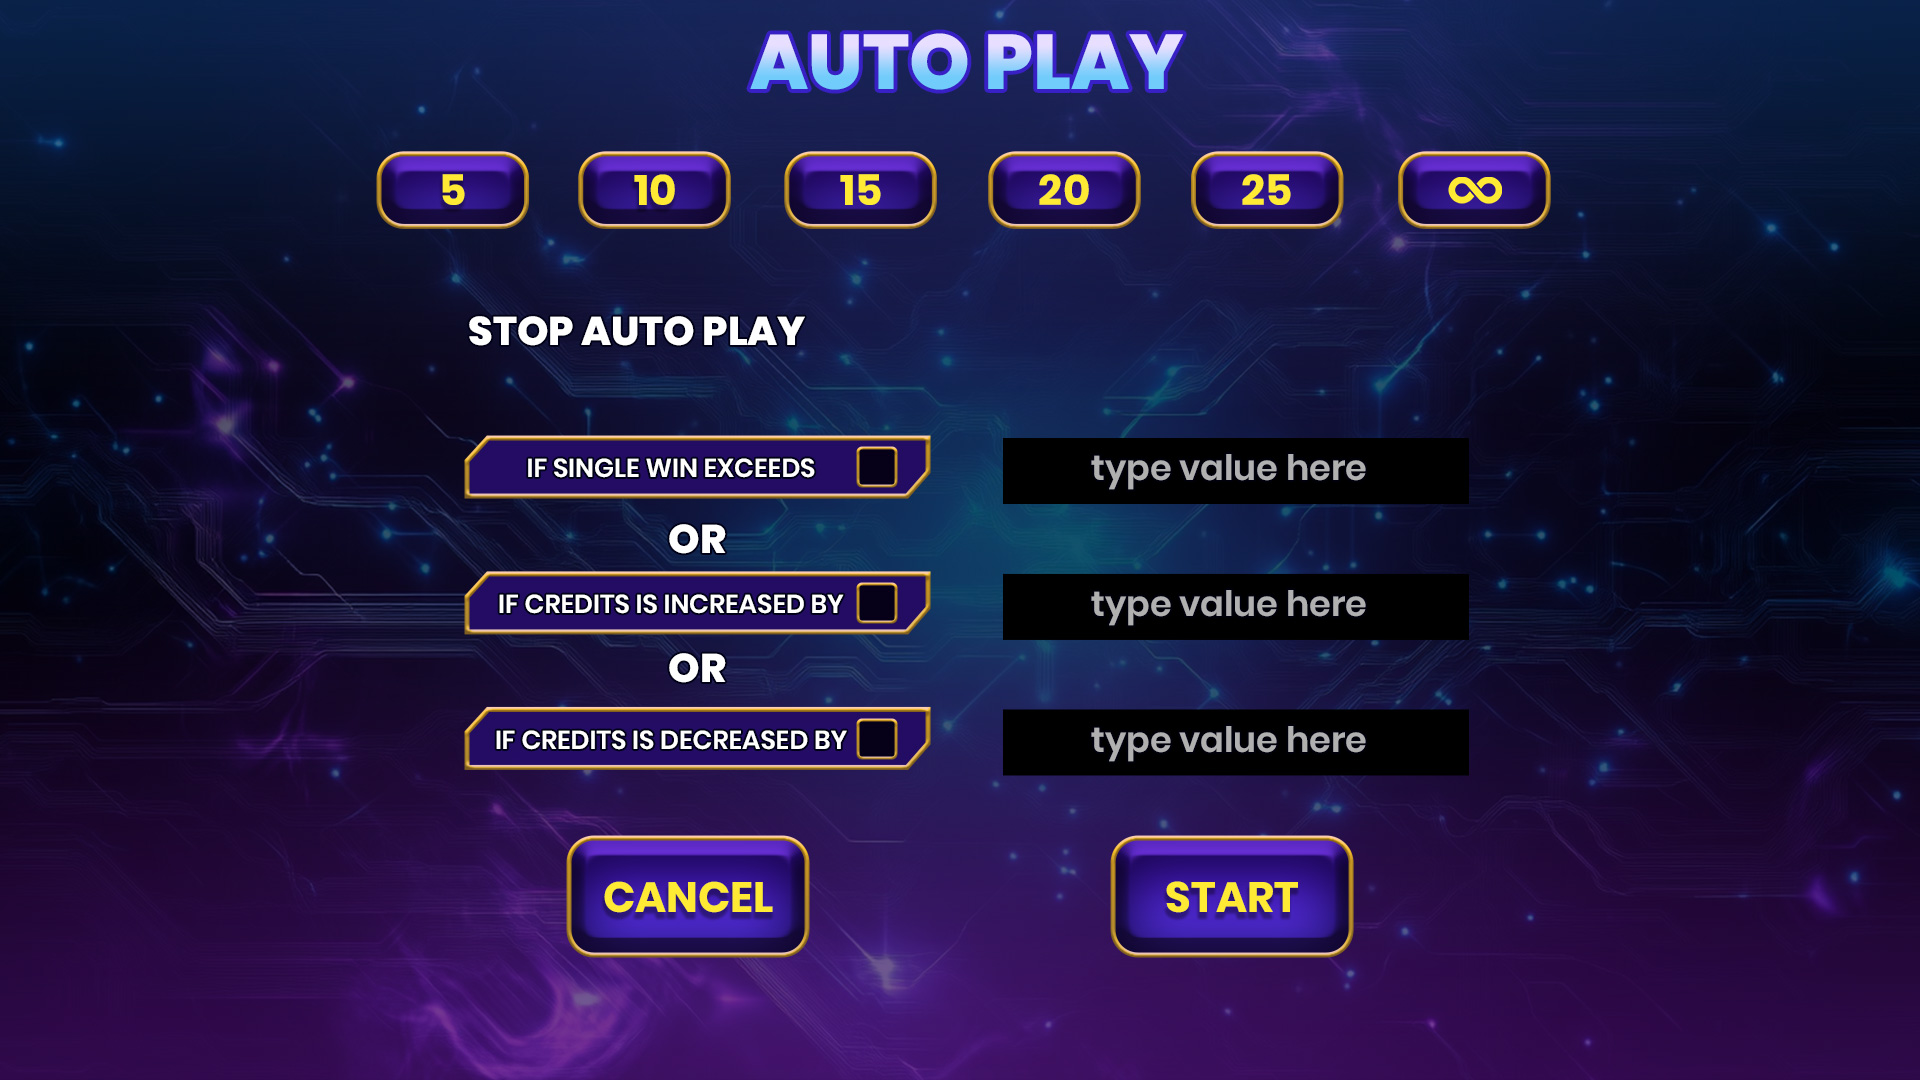 AUTO PLAY
5 10 15 20 25 ∞
STOP AUTO PLAY
IF SINGLE WIN EXCEEDS type value here
OR
IF CREDITS IS INCREASED BY type value here
OR
IF CREDITS IS DECREASED BY type value here
CANCEL START